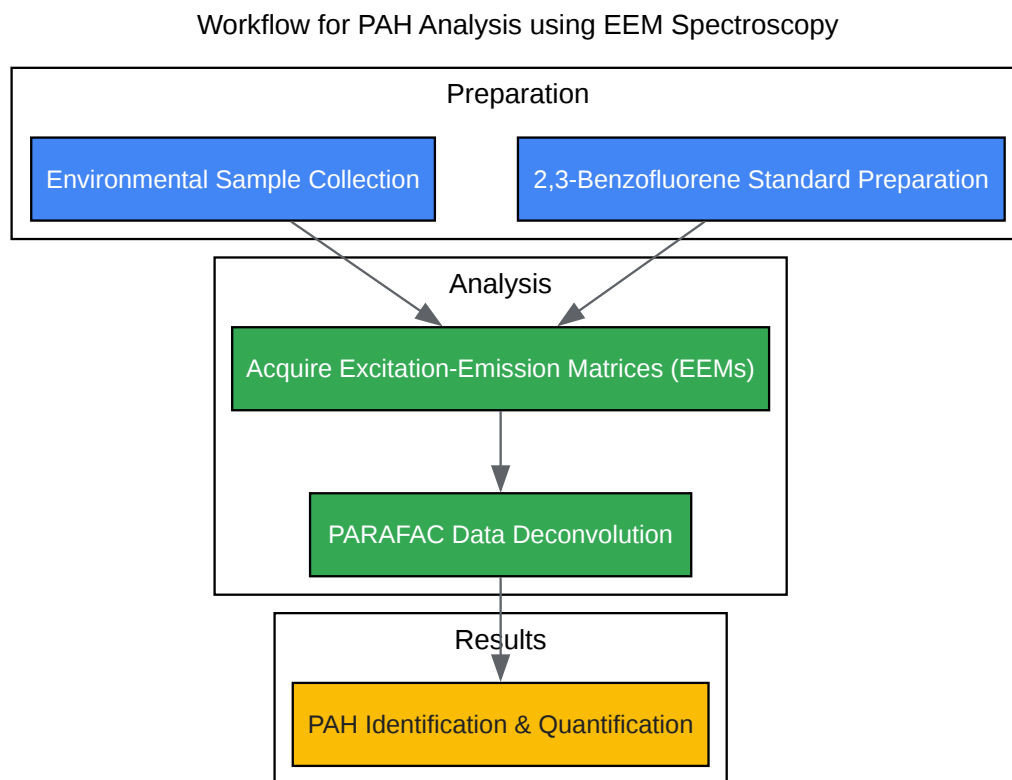 Workflow for PAH Analysis using EEM Spectroscopy
Preparation
Environmental Sample Collection
2,3-Benzofluorene Standard Preparation
Analysis
Acquire Excitation-Emission Matrices (EEMs)
PARAFAC Data Deconvolution
Results
PAH Identification & Quantification